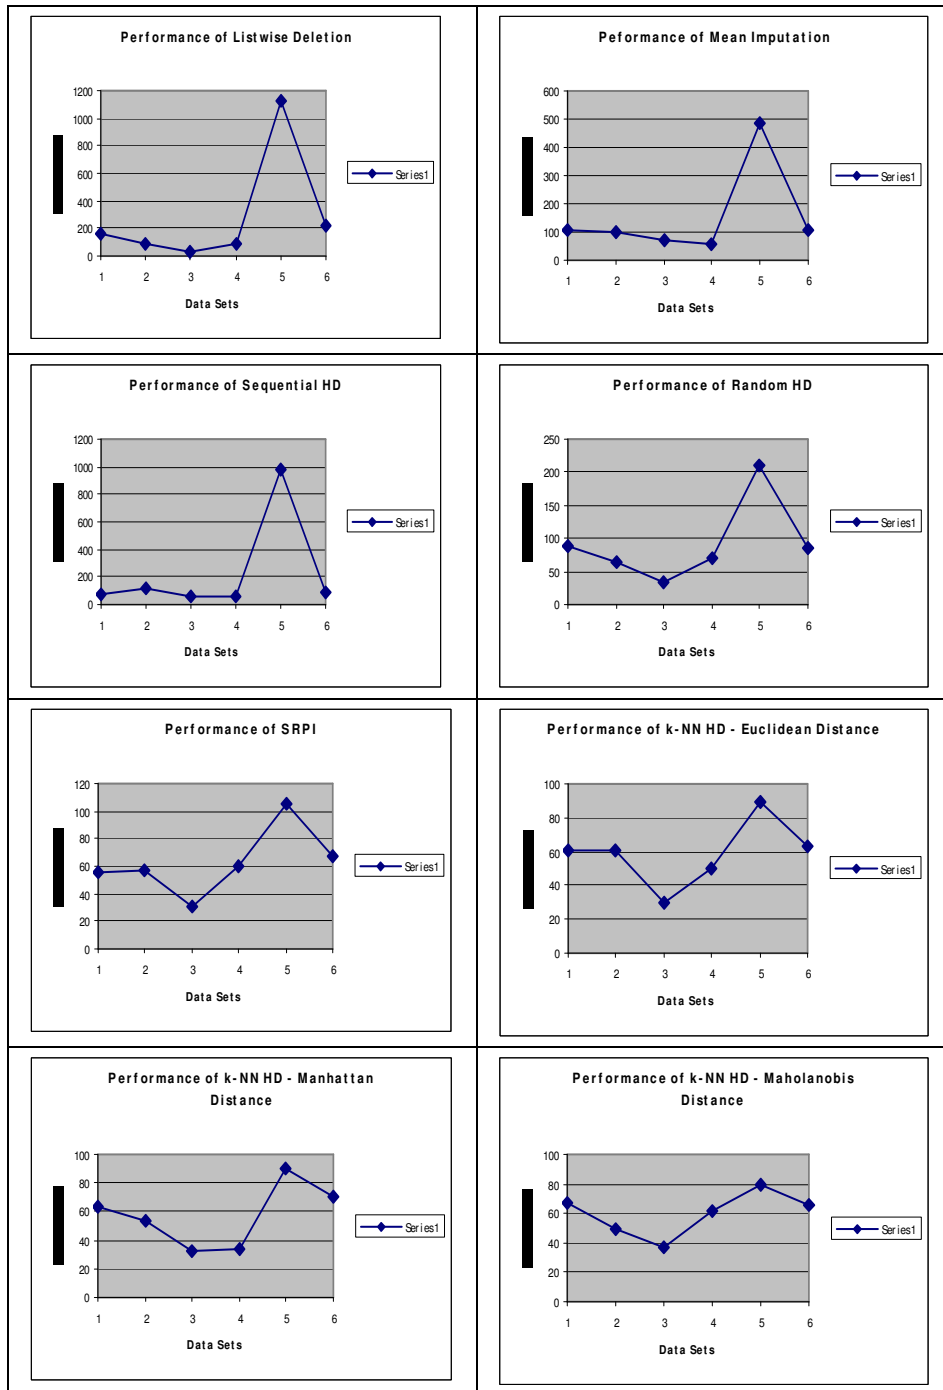 Performance of Listwise Deletion
1200
1000
800
600
400
200
0
1 2 3 4 5 6
Data Sets
Series1
Peformance of Mean Imputation
600
500
400
300
200
100
0
1 2 3 4 5 6
Data Sets
Series1
Performance of Sequential HD
1200
1000
800
600
400
200
0
1 2 3 4 5 6
Data Sets
Series1
Performance of Random HD
250
200
150
100
50
0
1 2 3 4 5 6
Data Sets
Series1
Performance of SRPI
120
100
80
60
40
20
0
1 2 3 4 5 6
Data Sets
Series1
Performance of k-NN HD - Euclidean Distance
100
80
60
40
20
0
1 2 3 4 5 6
Data Sets
Series1
Performance of k-NN HD - Manhattan
Distance
100
80
60
40
20
0
1 2 3 4 5 6
Data Sets
Series1
Performance of k-NN HD - Maholanobis
Distance
100
80
60
40
20
0
1 2 3 4 5 6
Data Sets
Series1